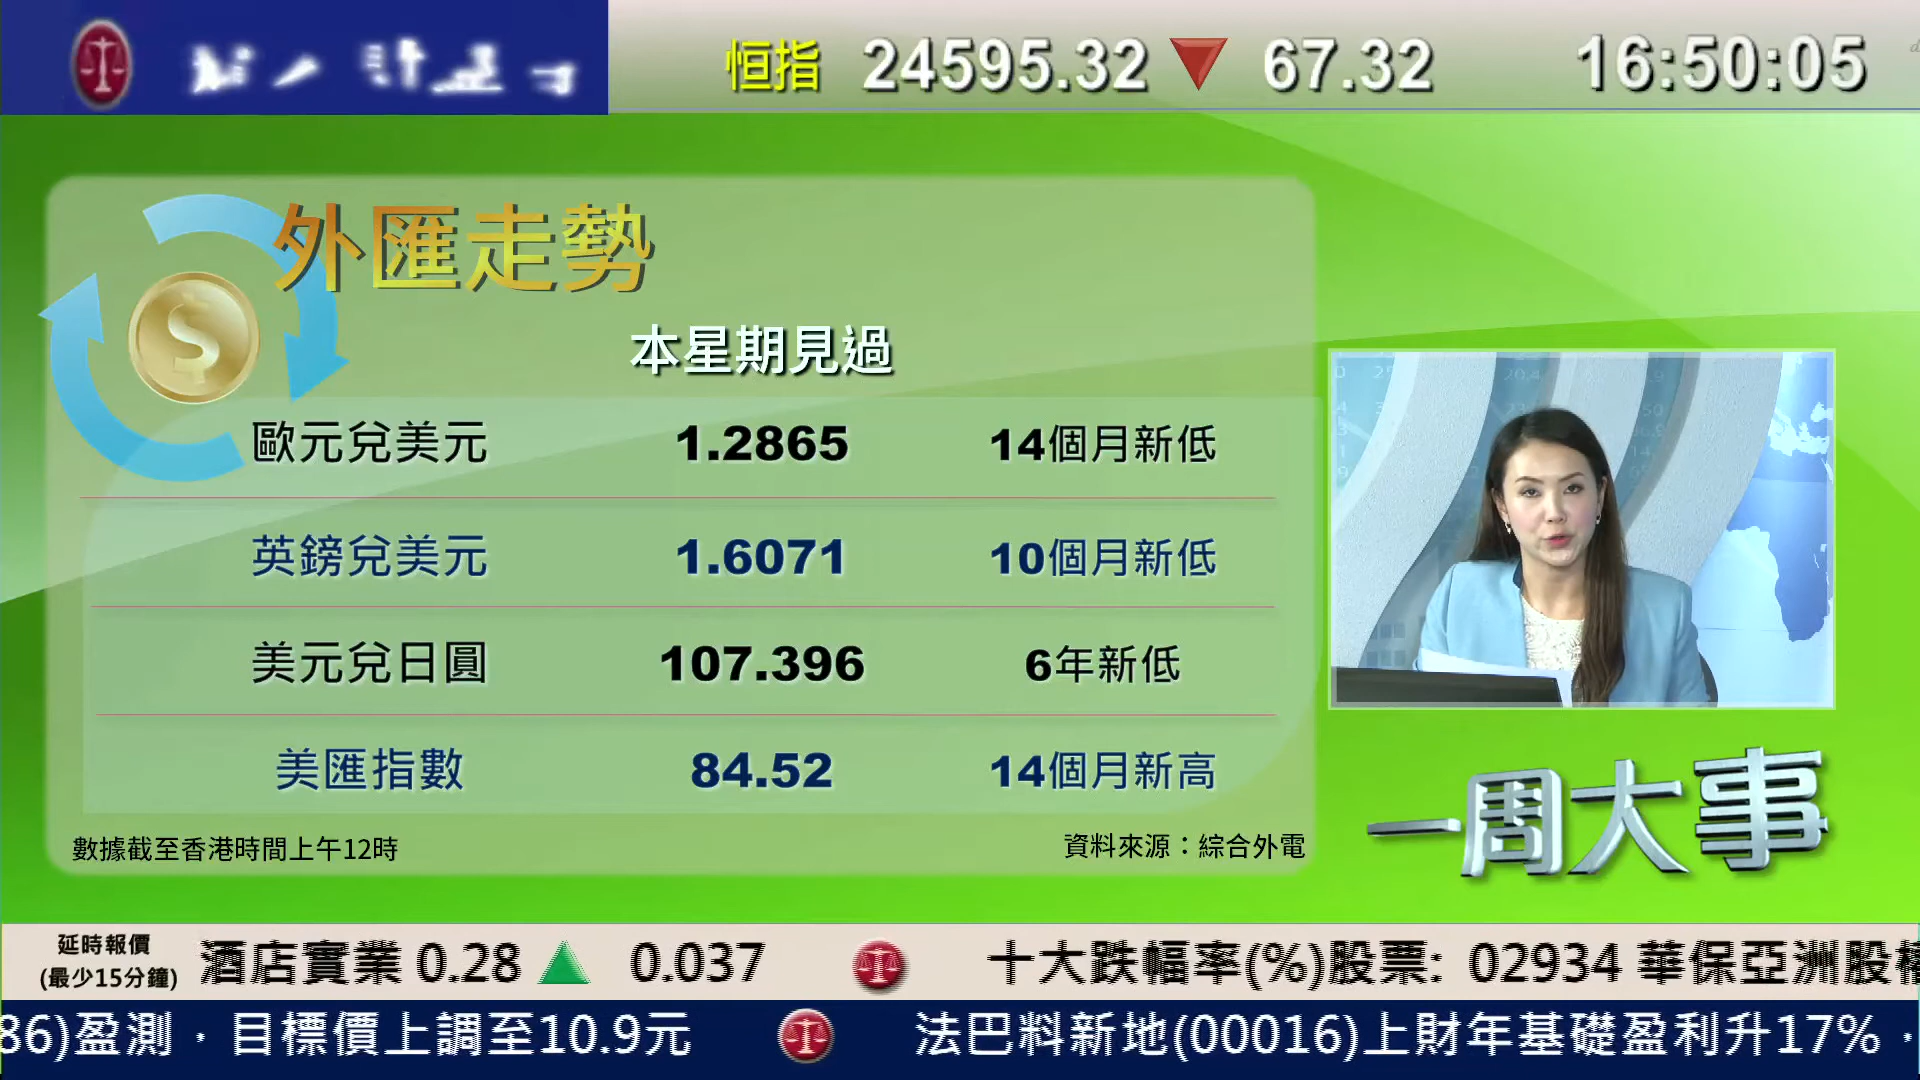 恒指 24595.32 ▼ 67.32 16:50:05
外匯走勢
本星期見過
歐元兌美元 1.2865 14個月新低
英鎊兌美元 1.6071 10個月新低
美元兌日圓 107.396 6年新低
美匯指數 84.52 14個月新高
數據截至香港時間上午12時
資料來源：綜合外電
一周大事
延時報價
(最少15分鐘)
酒店實業 0.28 ▲ 0.037 十大跌幅率(%)股票: 02934 華保亞洲股
86)盈測，目標價上調至10.9元 法巴料新地(00016)上財年基礎盈利升17%，